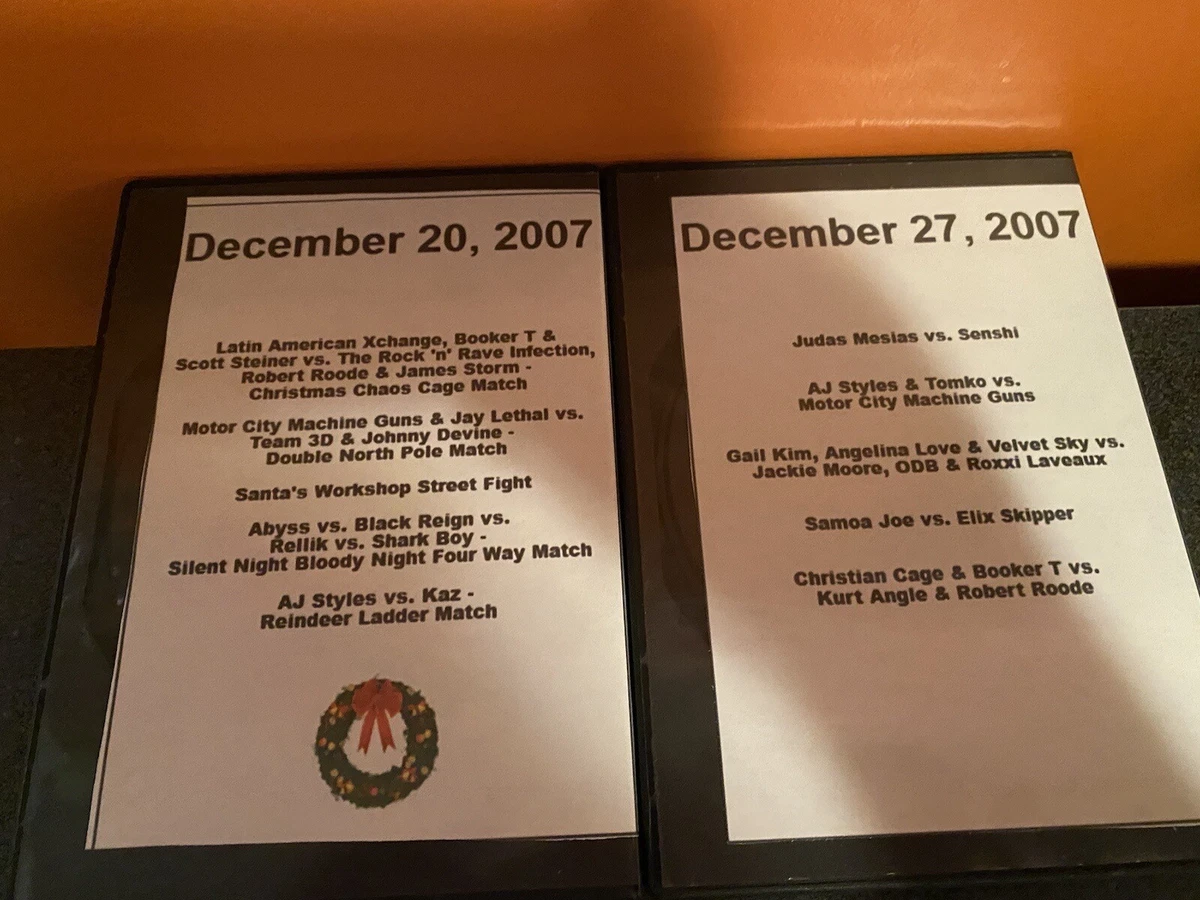 December 20, 2007
Latin American Xchange, Booker T &
Scott Steiner vs. The Rock 'n' Rave Infection,
Robert Roode & James Storm -
Christmas Chaos Cage Match
Motor City Machine Guns & Jay Lethal vs.
Team 3D & Johnny Devine -
Double North Pole Match
Santa's Workshop Street Fight
Abyss vs. Black Reign vs.
Rellik vs. Shark Boy -
Silent Night Bloody Night Four Way Match
AJ Styles vs. Kaz -
Reindeer Ladder Match
December 27, 2007
Judas Mesias vs. Senshi
AJ Styles & Tomko vs.
Motor City Machine Guns
Gail Kim, Angelina Love & Velvet Sky vs.
Jackie Moore, ODB & Roxxi Laveaux
Samoa Joe vs. Elix Skipper
Christian Cage & Booker T vs.
Kurt Angle & Robert Roode